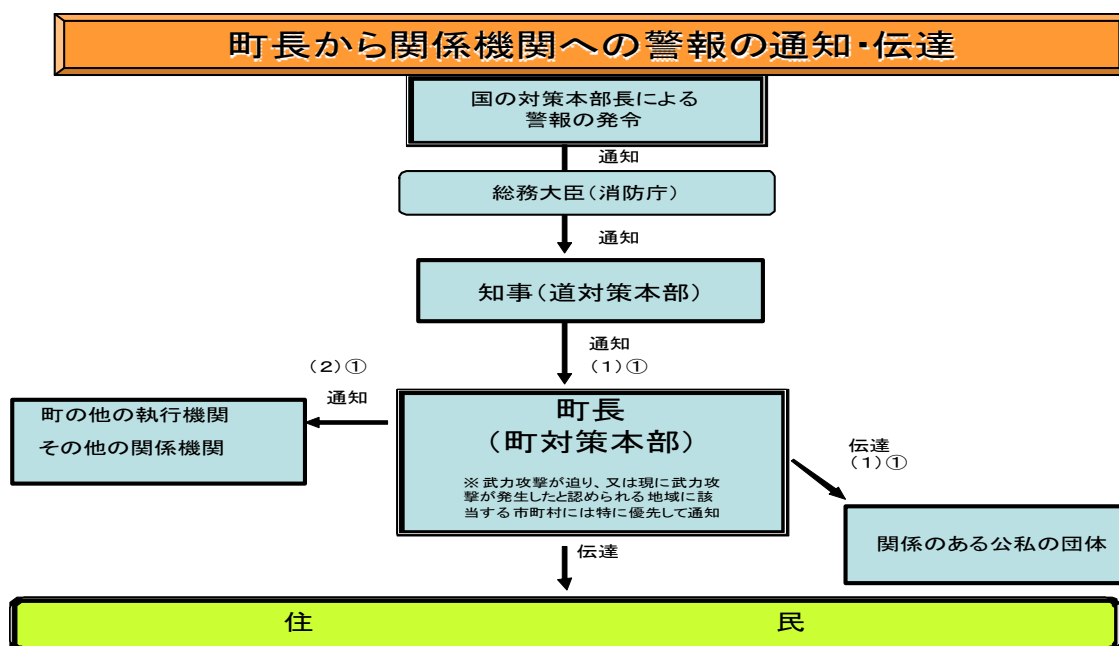 町長から関係機関への警報の通知・伝達
国の対策本部長による
警報の発令
通知
総務大臣(消防庁)
通知
知事(道対策本部)
通知
(1)①
(2)①
通知
町の他の執行機関
その他の関係機関
町長
(町対策本部)
※武力攻撃が迫り、又は現に武力攻
撃が発生したと認められる地域に該
当する市町村には特に優先して通知
伝達
(1)①
関係のある公私の団体
伝達
住 民